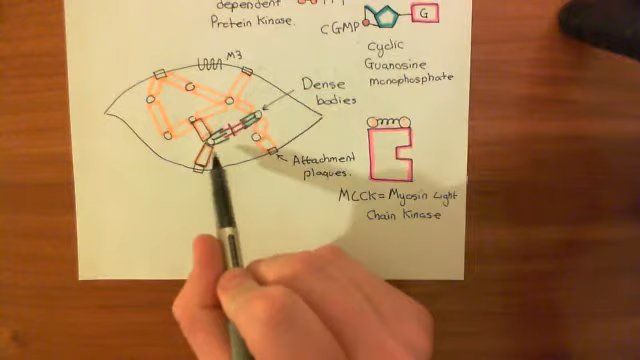 dependent
Protein Kinase.
G
CGMP
Cyclic
Guanosine
monophosphate
M3
Dense
bodies
Attachment
plaques.
MLCK = Myosin Light
Chain Kinase